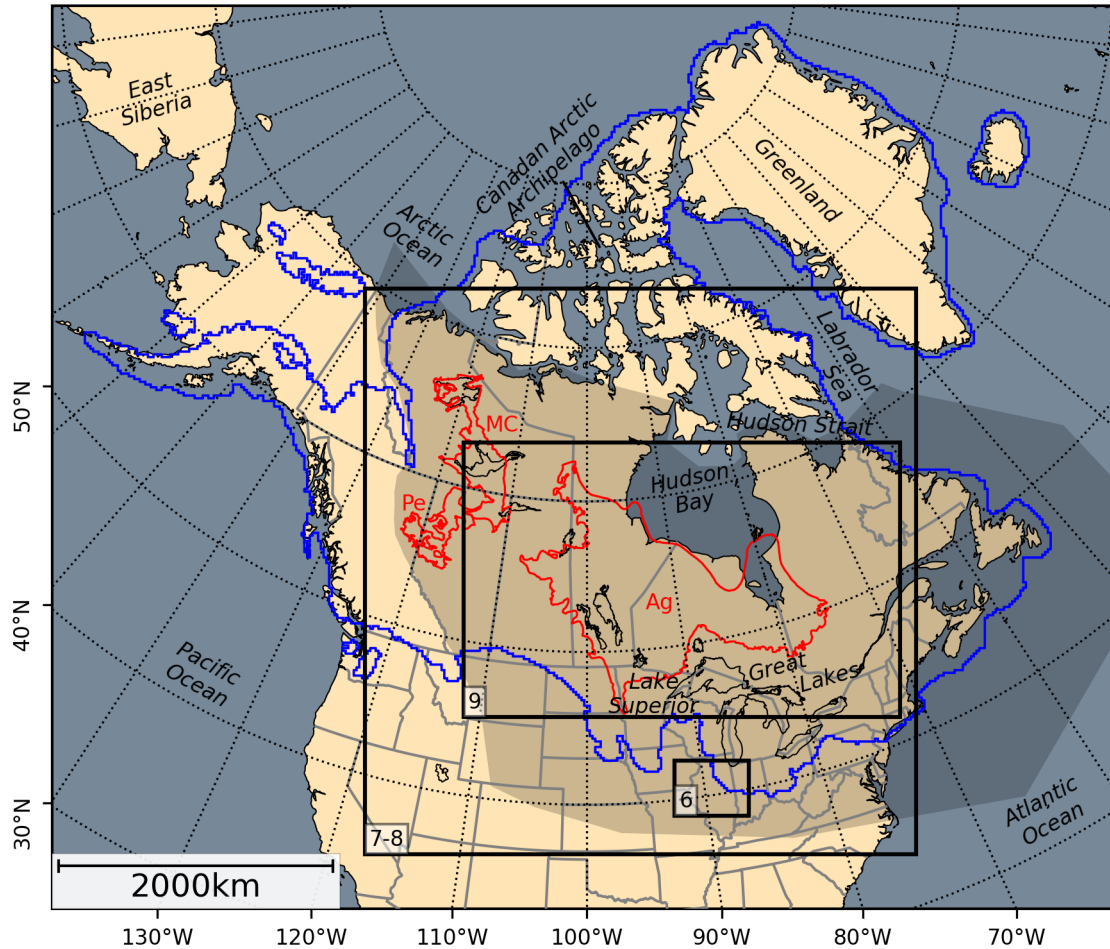 East
Siberia
Canadan Arctic
Archipelago
Arctic
Ocean
Greenland
Labrador
Sea
Hudson Strait
MC
Hudson
Bay
Pe
Ag
Great
Lakes
Lake
Superior
Pacific
Ocean
Atlantic
Ocean
9
6
7-8
2000km
50°N
40°N
30°N
130°W
120°W
110°W
100°W
90°W
80°W
70°W